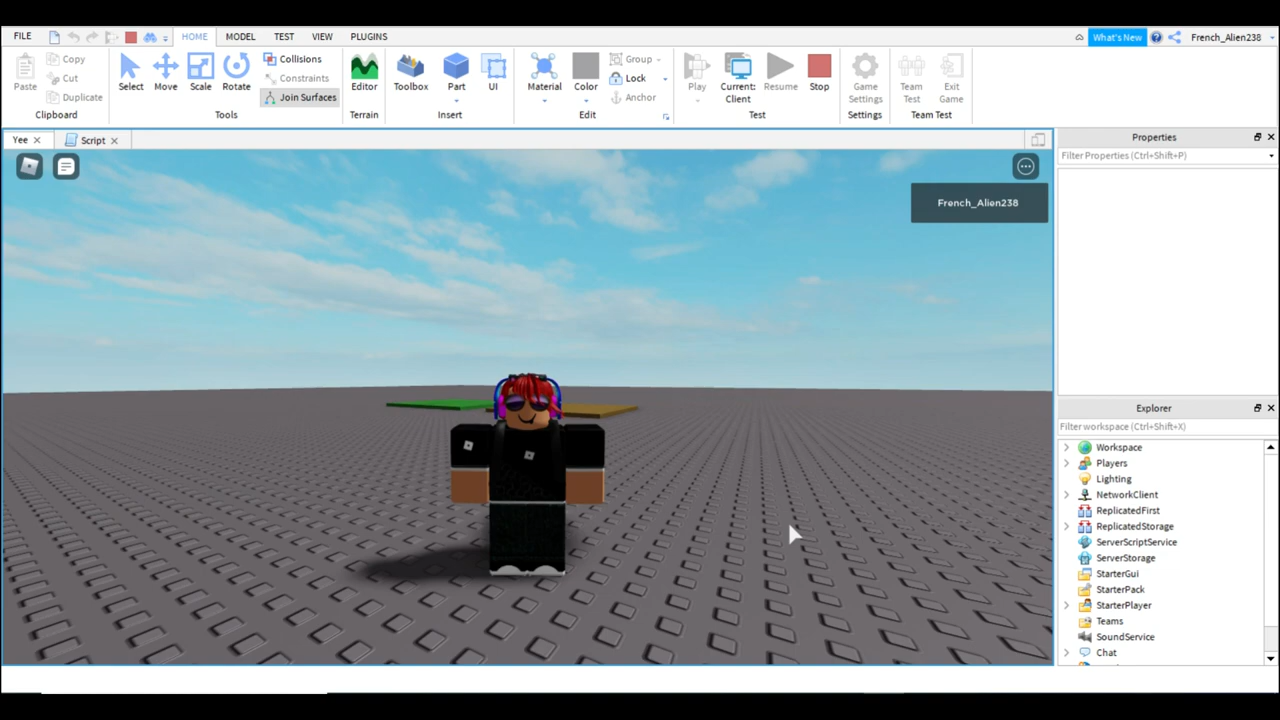 FILE HOME MODEL TEST VIEW PLUGINS What's New French_Alien238
Paste Copy Cut Duplicate Clipboard
Select Move Scale Rotate Collisions Constraints Join Surfaces Tools
Editor Terrain
Toolbox Part UI Insert
Material Color Group Lock Anchor Edit
Play Current: Client Resume Stop Test
Game Settings Settings
Team Test Exit Game Team Test
Yee Script
French_Alien238
Properties
Filter Properties (Ctrl+Shift+P)
Explorer
Filter workspace (Ctrl+Shift+X)
Workspace
Players
Lighting
NetworkClient
ReplicatedFirst
ReplicatedStorage
ServerScriptService
ServerStorage
StarterGui
StarterPack
StarterPlayer
Teams
SoundService
Chat